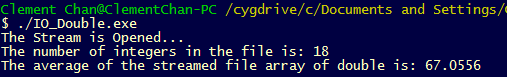 Clement Chan@ClementChan-PC /cygdrive/c/Documents and Settings/
$ ./IO_Double.exe
The Stream is Opened...
The number of integers in the file is: 18
The average of the streamed file array of double is: 67.0556